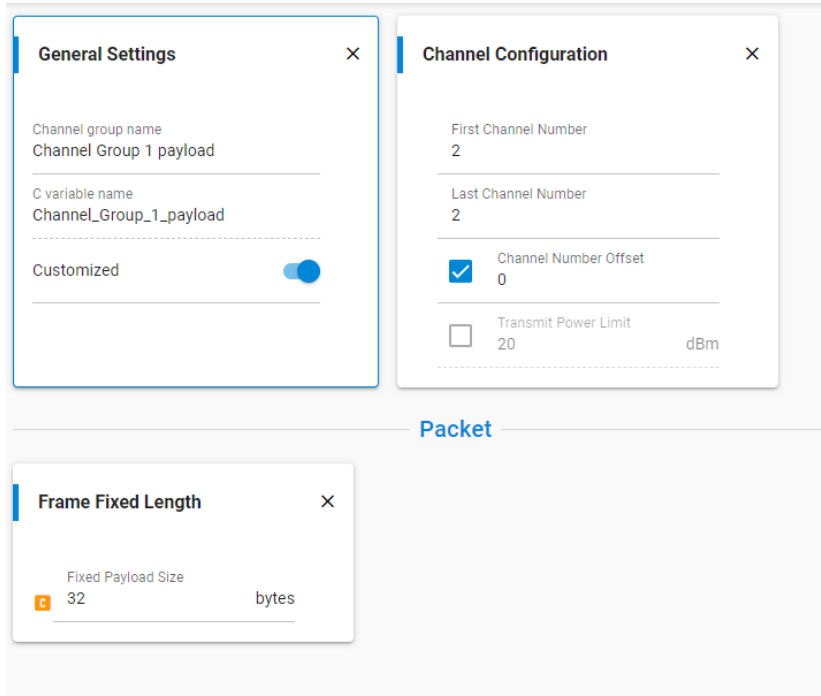 General Settings
Channel group name
Channel Group 1 payload
C variable name
Channel_Group_1_payload
Customized
Channel Configuration
First Channel Number
2
Last Channel Number
2
Channel Number Offset
0
Transmit Power Limit
20 dBm
Packet
Frame Fixed Length
Fixed Payload Size
C 32 bytes